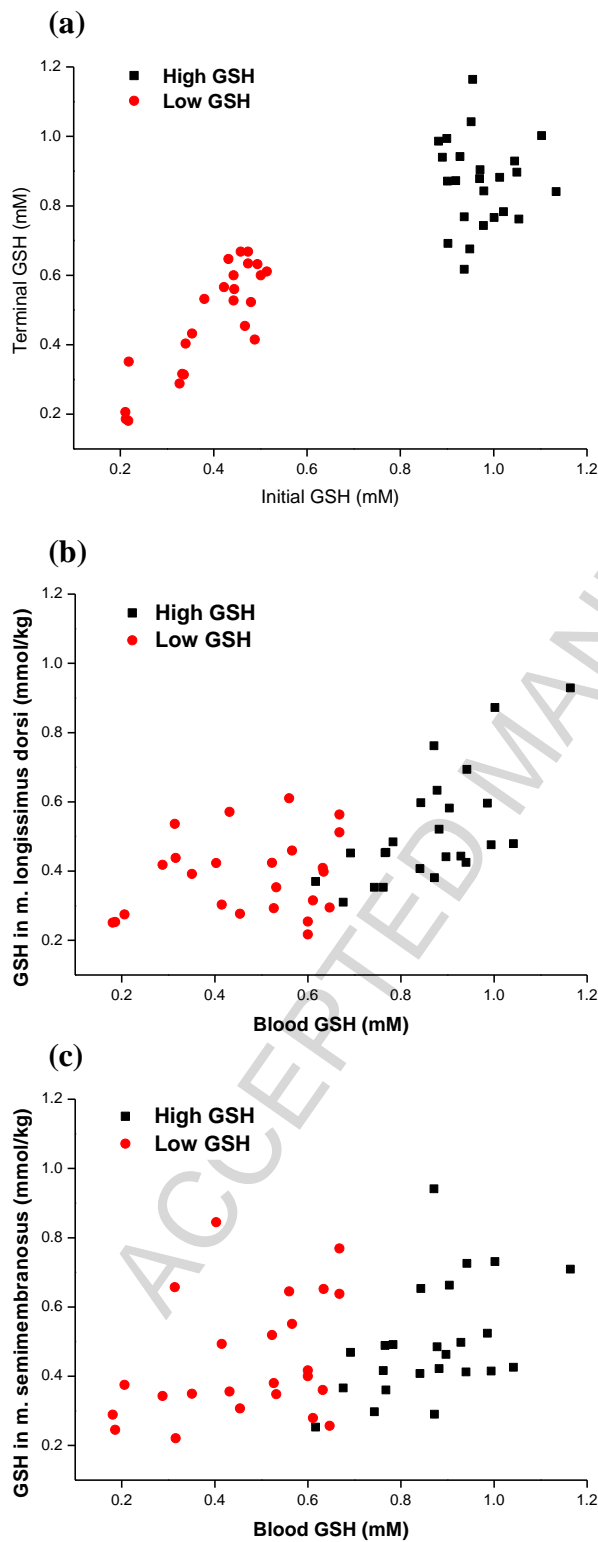 (a)
High GSH
Low GSH
1.2
1.0
0.8
0.6
0.4
0.2
Terminal GSH (mM)
0.2 0.4 0.6 0.8 1.0 1.2
Initial GSH (mM)
(b)
High GSH
Low GSH
1.2
1.0
0.8
0.6
0.4
0.2
GSH in m. longissimus dorsi (mmol/kg)
0.2 0.4 0.6 0.8 1.0 1.2
Blood GSH (mM)
(c)
High GSH
Low GSH
1.2
1.0
0.8
0.6
0.4
0.2
GSH in m. semimembranosus (mmol/kg)
0.2 0.4 0.6 0.8 1.0 1.2
Blood GSH (mM)
ACCEPTED MAN